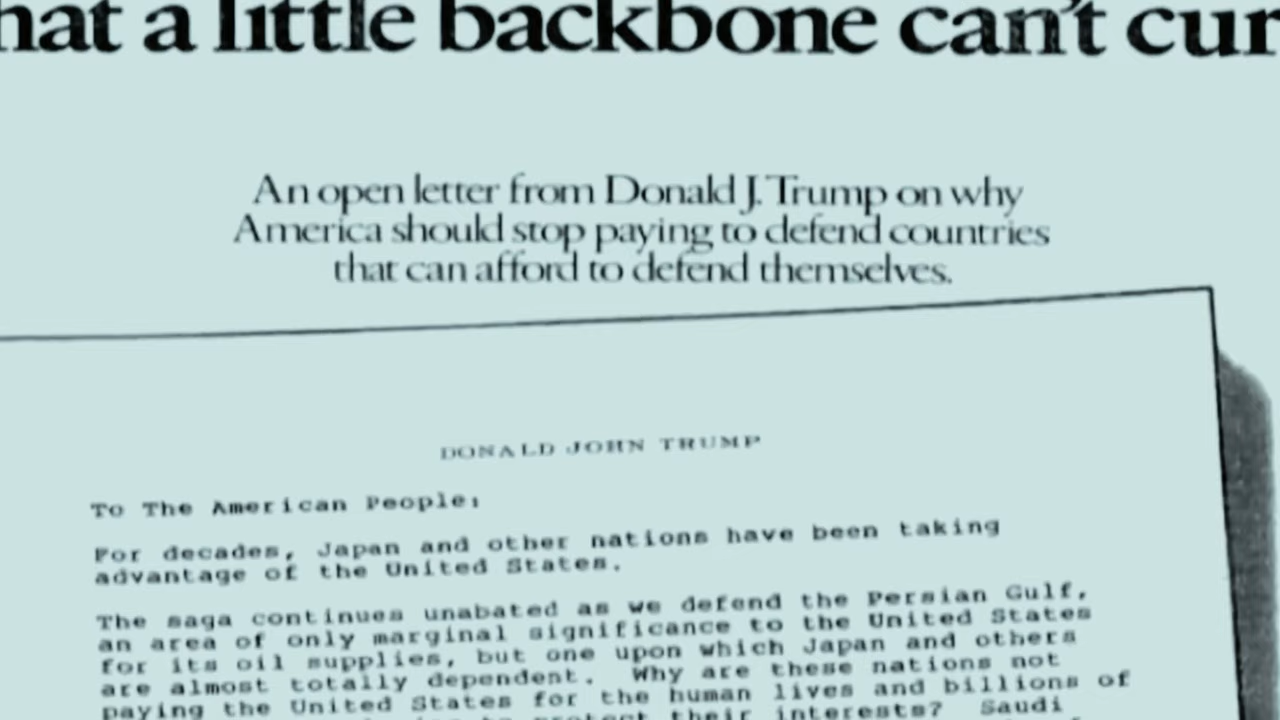 hat a little backbone can't cur
An open letter from Donald J. Trump on why
America should stop paying to defend countries
that can afford to defend themselves.
DONALD JOHN TRUMP
To The American People:
For decades, Japan and other nations have been taking
advantage of the United States.
The saga continues unabated as we defend the Persian Gulf,
an area of only marginal significance to the United States
for its oil supplies, but one upon which Japan and others
are almost totally dependent. Why are these nations not
paying the United States for the human lives and billions of
protect their interests? Saudi